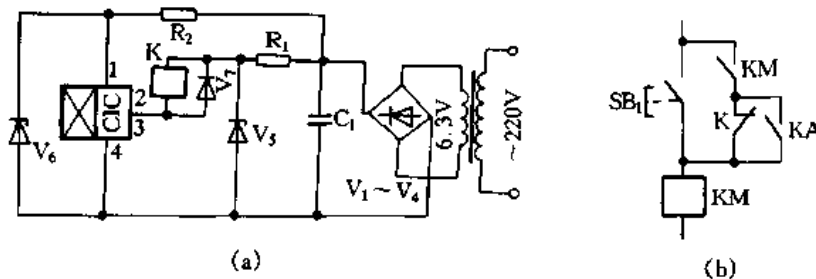 R₂
K
R₁
1
2
3
4
CIC
V₇
V₆
V₅
C₁
6.3V
~220V
V₁~V₄
(a)
KM
SB₁
K
KA
KM
(b)